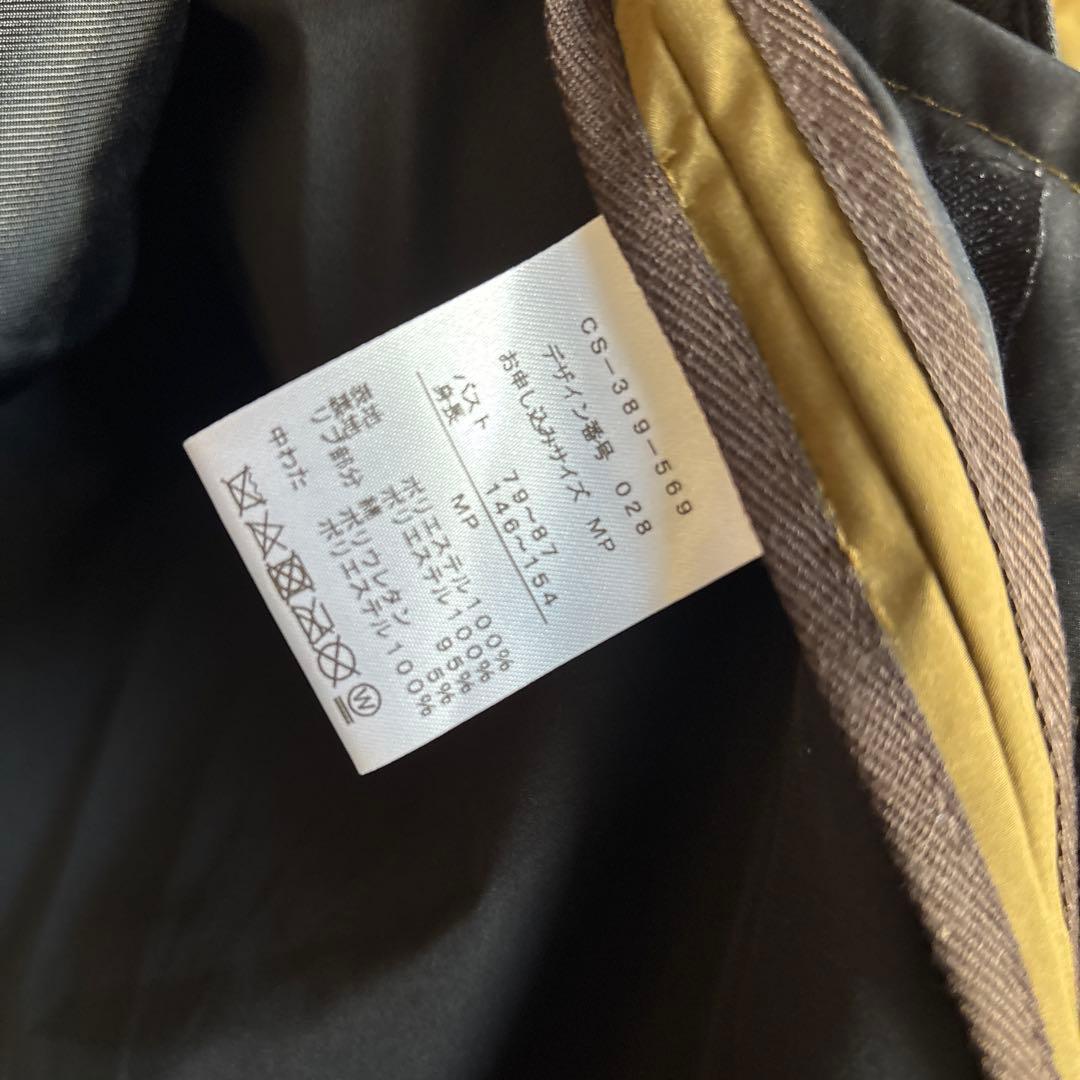 CS-389-569
デザイン番号 028
お申し込みサイズ MP
バスト 79~87
身長 146~154
MP
表地 ポリエステル100%
裏地 ポリエステル100%
リブ部分 綿 95%
ポリウレタン 5%
中わた ポリエステル100%
W